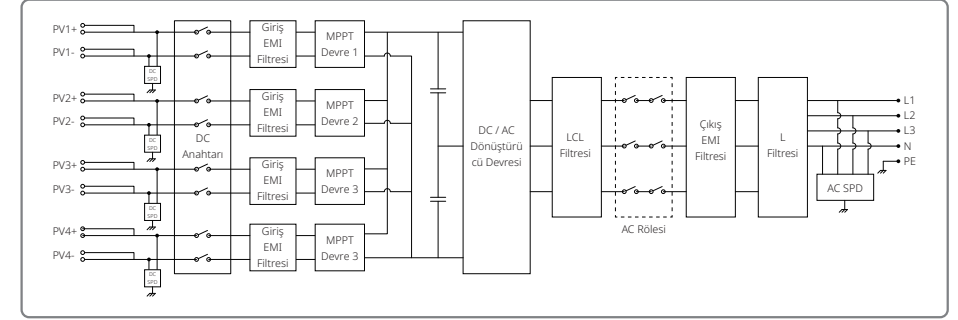 PV1+
PV1-
DC
SPD
PV2+
PV2-
DC
SPD
PV3+
PV3-
DC
SPD
PV4+
PV4-
DC
SPD
DC
Anahtarı
Giriş
EMI
Filtresi
Giriş
EMI
Filtresi
Giriş
EMI
Filtresi
Giriş
EMI
Filtresi
MPPT
Devre 1
MPPT
Devre 2
MPPT
Devre 3
MPPT
Devre 3
DC / AC
Dönüştürü
cü Devresi
LCL
Filtresi
AC Rölesi
Çıkış
EMI
Filtresi
L
Filtresi
L1
L2
L3
N
PE
AC SPD